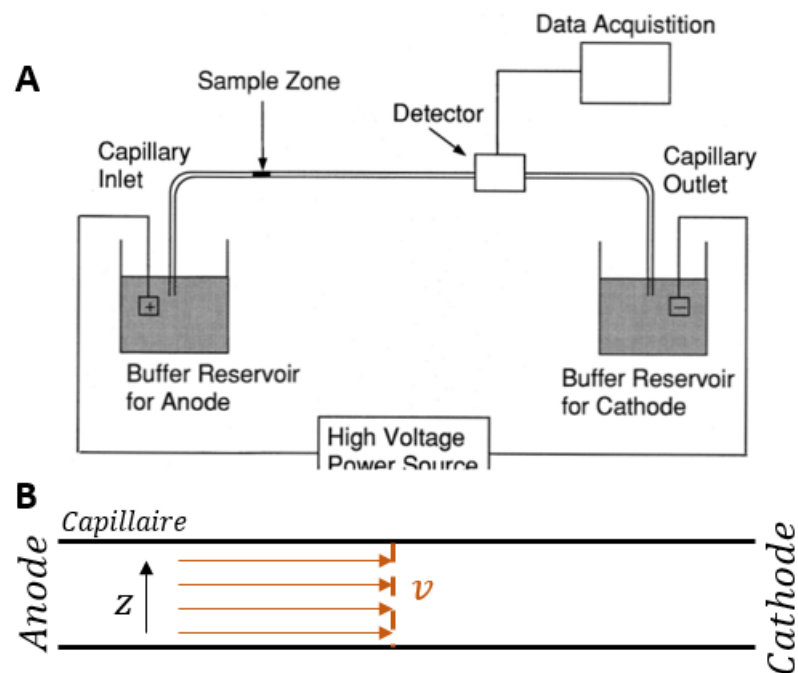 A
Data Acquistition
Sample Zone
Detector
Capillary
Inlet
Capillary
Outlet
+
−
Buffer Reservoir
for Anode
Buffer Reservoir
for Cathode
High Voltage
Power Source
B
Capillaire
Anode
Z
v
Cathode